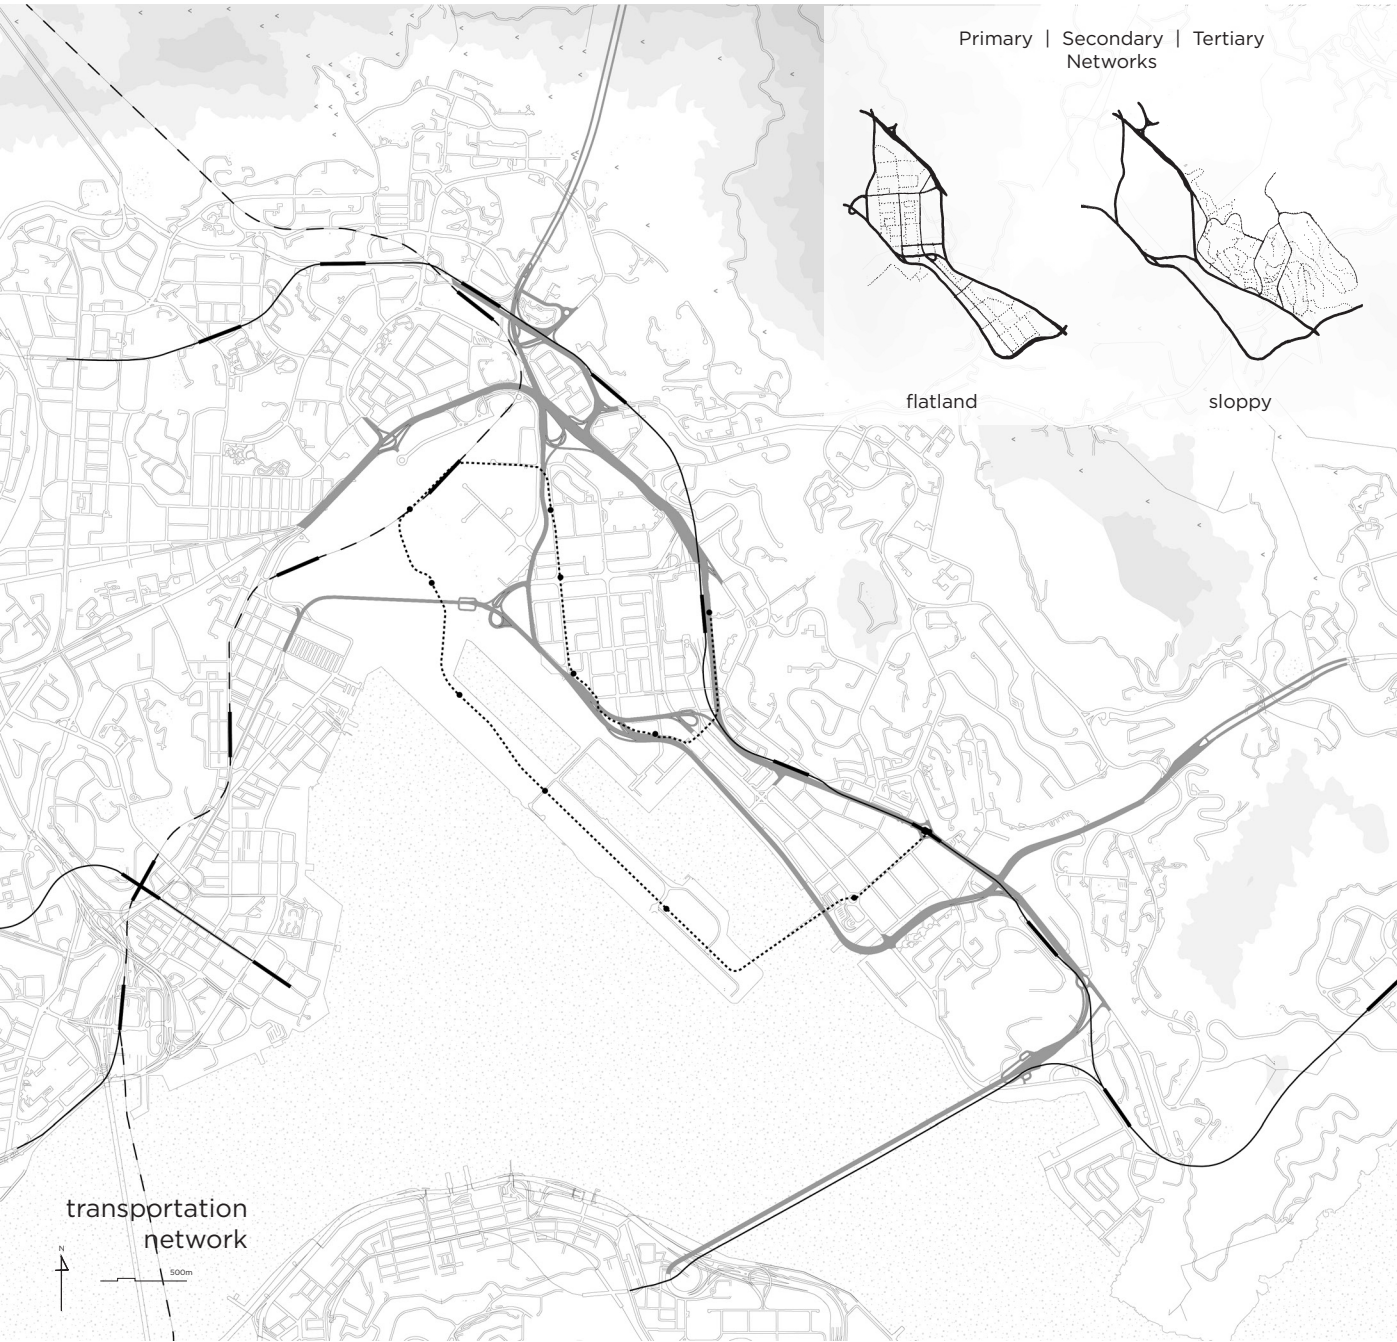 Primary | Secondary | Tertiary
Networks
flatland
sloppy
transportation
network
N
500m